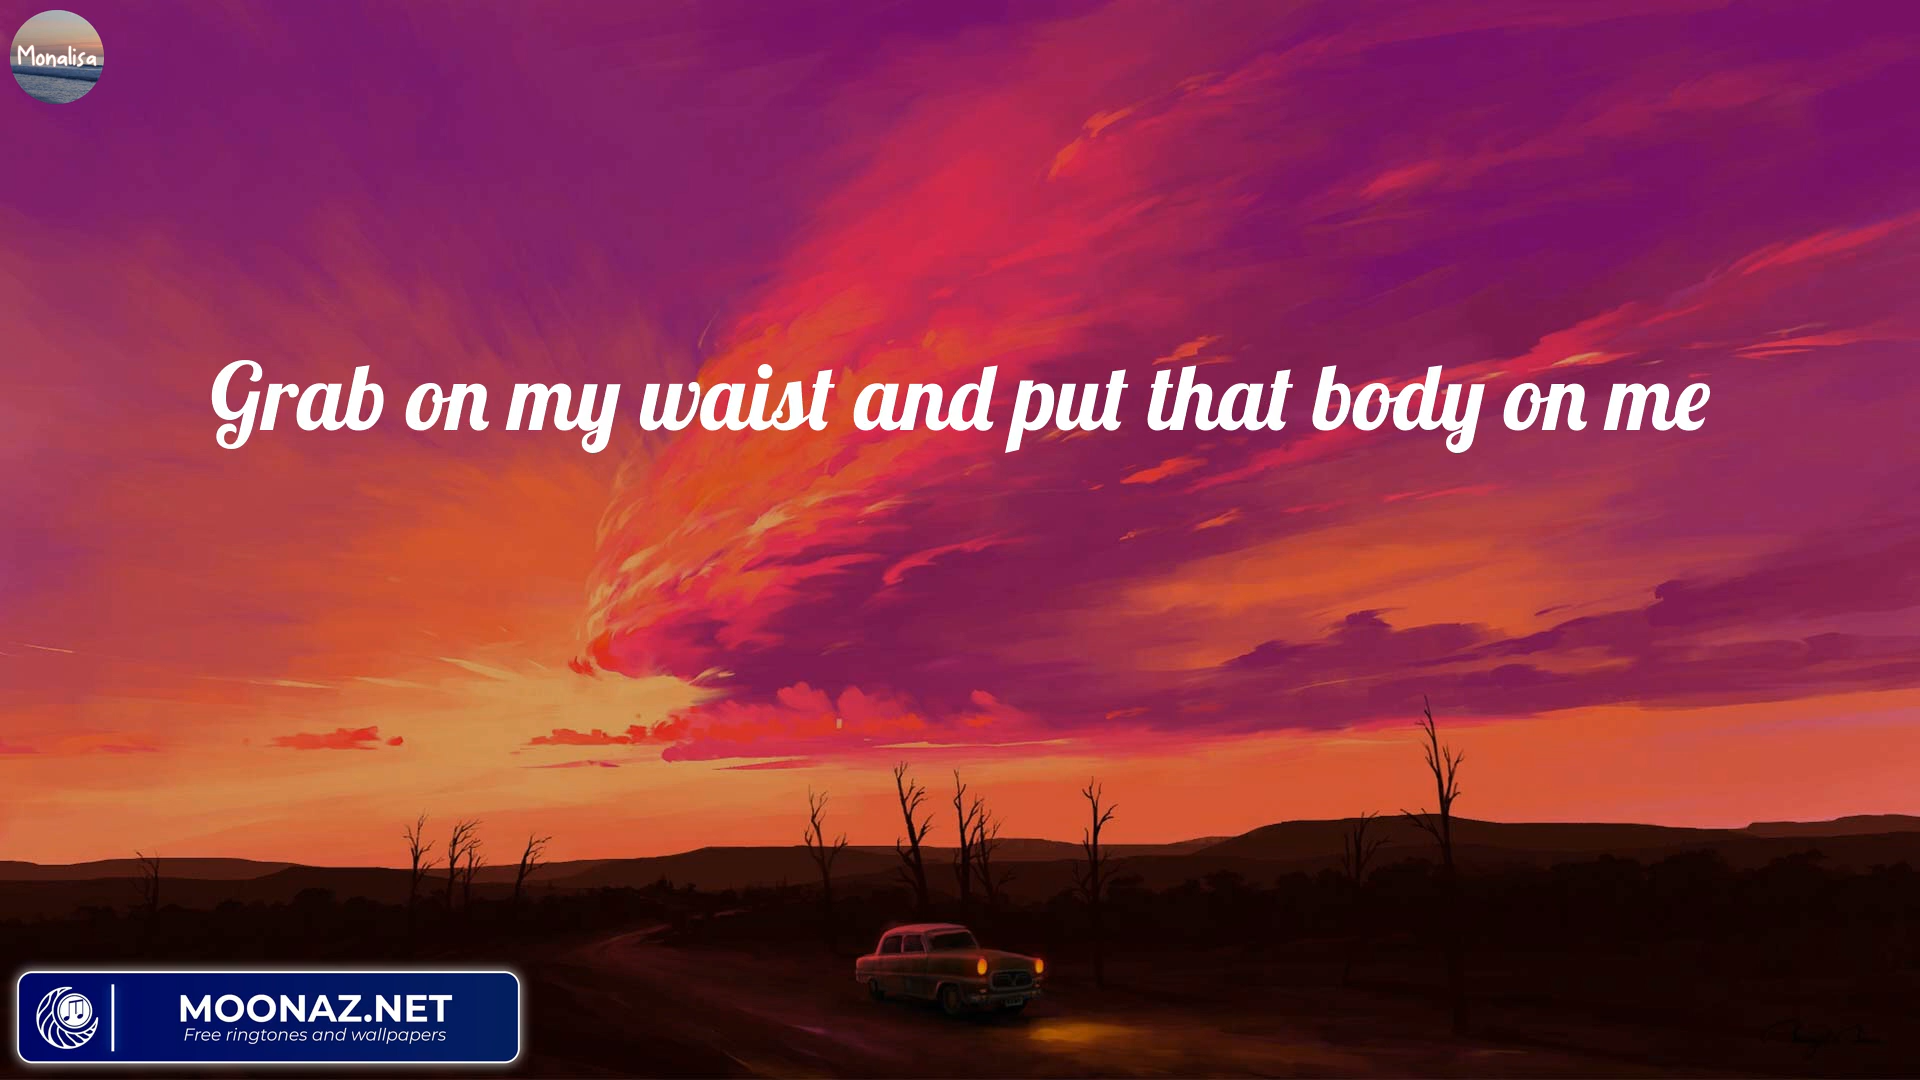 Monalisa
Grab on my waist and put that body on me
MOONAZ.NET
Free ringtones and wallpapers